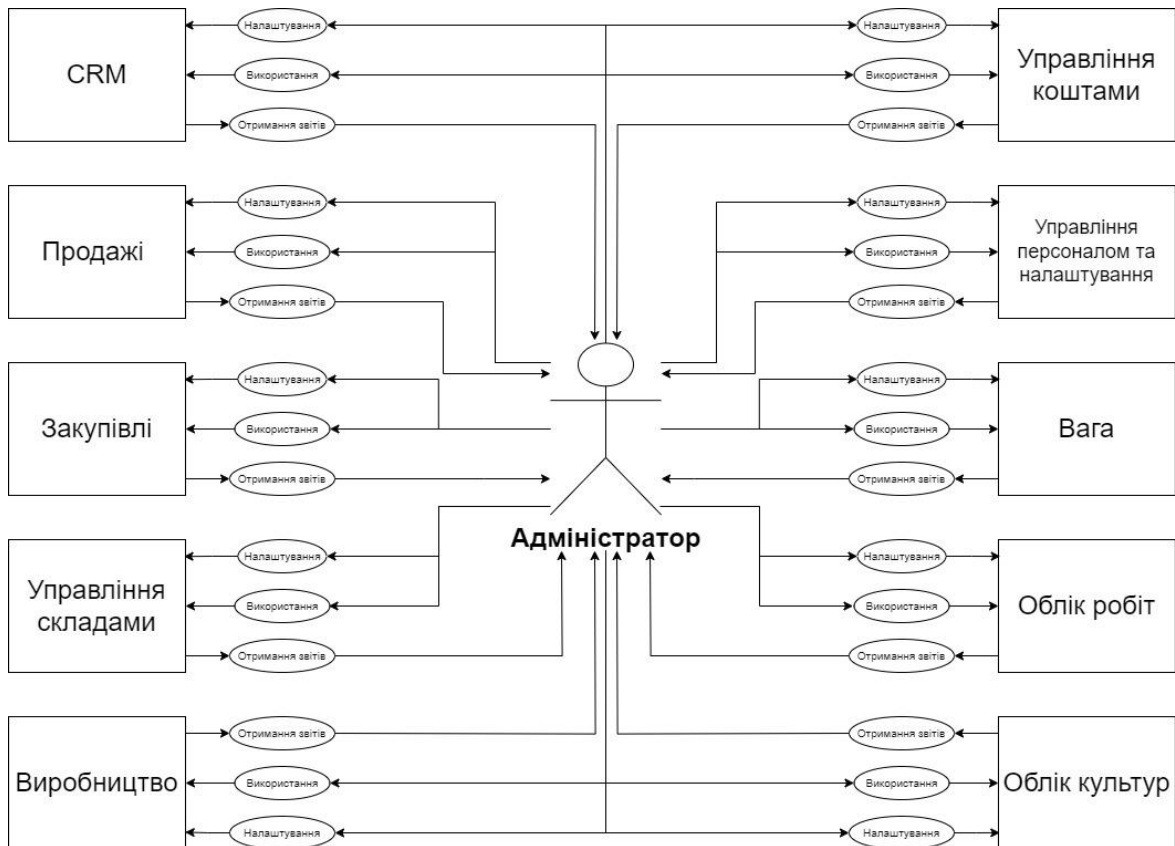 Налаштування
CRM
Використання
Отримання звітів
Налаштування
Управління
коштами
Використання
Отримання звітів
Налаштування
Продажі
Використання
Отримання звітів
Налаштування
Управління
персоналом та
налаштування
Використання
Отримання звітів
Налаштування
Закупівлі
Використання
Отримання звітів
Налаштування
Вага
Використання
Отримання звітів
Адміністратор
Налаштування
Управління
складами
Використання
Отримання звітів
Налаштування
Облік робіт
Використання
Отримання звітів
Отримання звітів
Виробництво
Використання
Налаштування
Отримання звітів
Використання
Облік культур
Налаштування